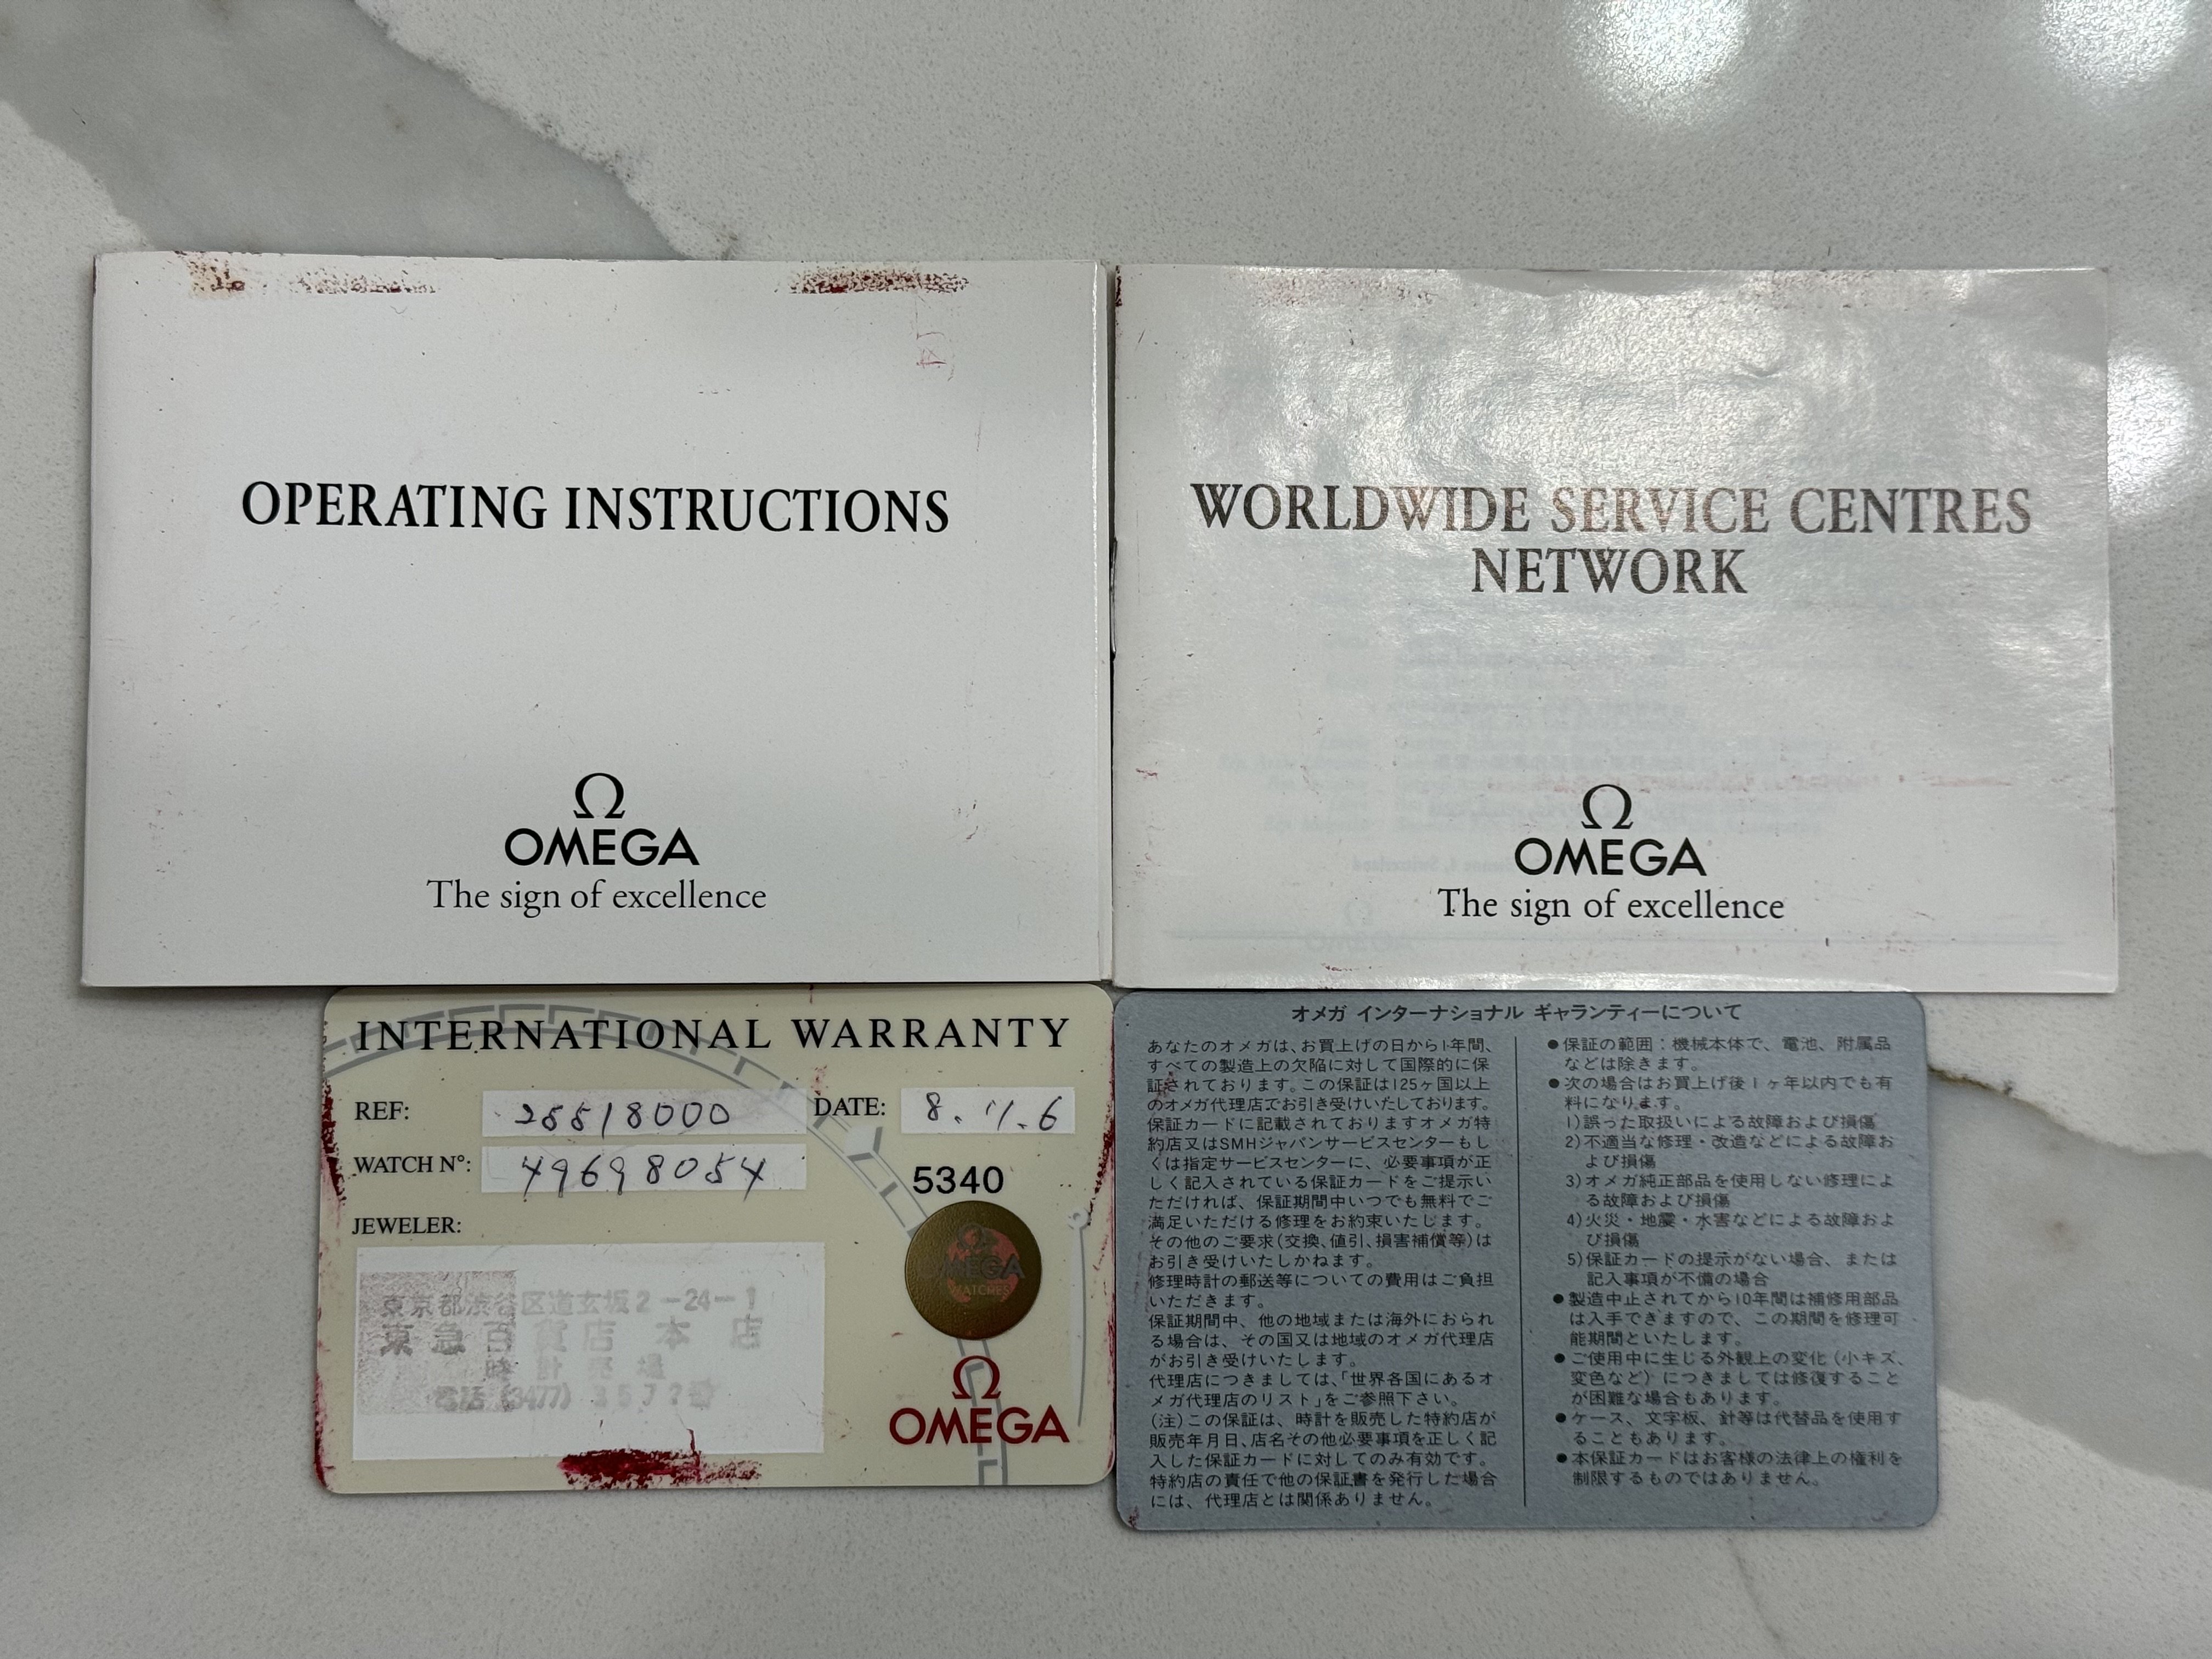 OPERATING INSTRUCTIONS
Ω
OMEGA
The sign of excellence
WORLDWIDE SERVICE CENTRES
NETWORK
Ω
OMEGA
The sign of excellence
INTERNATIONAL WARRANTY
REF: 28518000
DATE: 8.11.6
WATCH N°: 49698054
5340
JEWELER:
東京都渋谷区道玄坂2-24-1
東急百貨店本店
時計売場
電話(3477)3577番
OMEGA
WATCHES
Ω
OMEGA
オメガ インターナショナル ギャランティーについて
あなたのオメガは、お買上げの日から1年間、
すべての製造上の欠陥に対して国際的に保
証されております。この保証は125ヶ国以上
のオメガ代理店でお引き受けいたしております。
保証カードに記載されておりますオメガ特
約店又はSMHジャパンサービスセンターもし
くは指定サービスセンターに、必要事項が正
しく記入されている保証カードをご提示い
ただければ、保証期間中いつでも無料でご
満足いただける修理をお約束いたします。
その他のご要求(交換、値引、損害補償等)は
お引き受けいたしかねます。
修理時計の郵送等についての費用はご負担
いただきます。
保証期間中、他の地域または海外におられ
る場合は、その国又は地域のオメガ代理店
がお引き受けいたします。
代理店につきましては、「世界各国にあるオ
メガ代理店のリスト」をご参照下さい。
(注)この保証は、時計を販売した特約店が
販売年月日、店名その他必要事項を正しく記
入した保証カードに対してのみ有効です。
特約店の責任で他の保証書を発行した場合
には、代理店とは関係ありません。
●保証の範囲：機械本体で、電池、附属品
などは除きます。
●次の場合はお買上げ後1ヶ年以内でも有
料になります。
1)誤った取扱いによる故障および損傷
2)不適当な修理・改造などによる故障お
よび損傷
3)オメガ純正部品を使用しない修理によ
る故障および損傷
4)火災・地震・水害などによる故障およ
び損傷
5)保証カードの提示がない場合、または
記入事項が不備の場合
●製造中止されてから10年間は補修用部品
は入手できますので、この期間を修理可
能期間といたします。
●ご使用中に生じる外観上の変化(小キズ、
変色など)につきましては修復すること
が困難な場合もあります。
●ケース、文字板、針等は代替品を使用す
ることもあります。
●本保証カードはお客様の法律上の権利を
制限するものではありません。